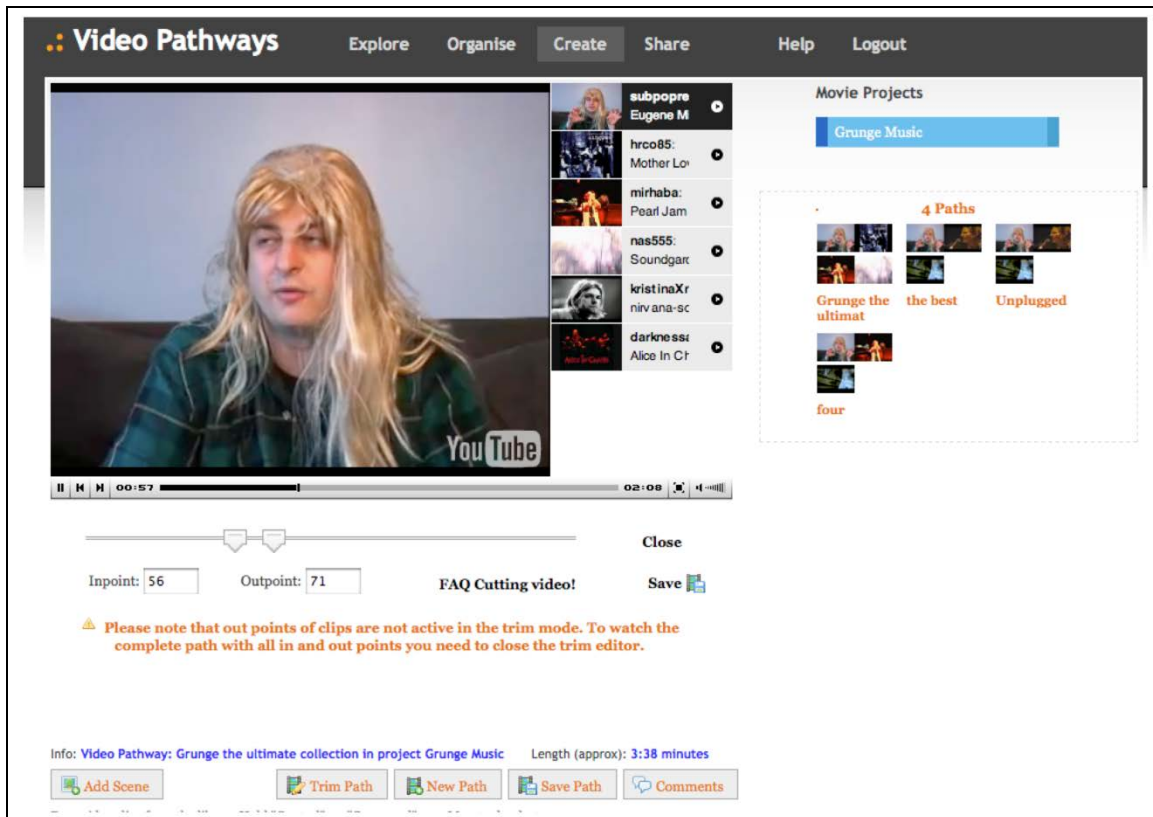 .: Video Pathways
Explore Organise Create Share Help Logout
subpopre
Eugene M
hrco85:
Mother Lo
mirhaba:
Pearl Jam
nas555:
Soundgard
kristinaXr
nirvana-sc
darknessa
Alice In Ch
ALICE IN CHAINS
YouTube
00:57 02:08
Movie Projects
Grunge Music
4 Paths
Grunge the
ultimat
the best
Unplugged
four
Close
Inpoint: 56 Outpoint: 71 FAQ Cutting video! Save
Please note that out points of clips are not active in the trim mode. To watch the
complete path with all in and out points you need to close the trim editor.
Info: Video Pathway: Grunge the ultimate collection in project Grunge Music Length (approx): 3:38 minutes
Add Scene Trim Path New Path Save Path Comments